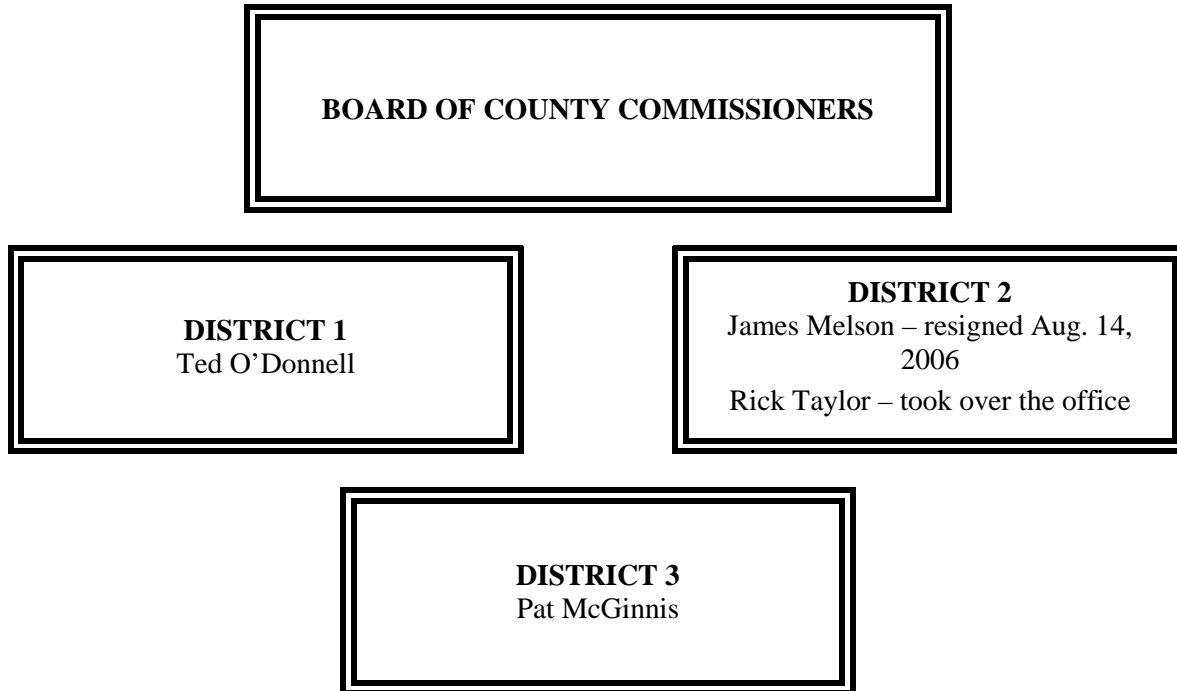 BOARD OF COUNTY COMMISSIONERS
DISTRICT 1
Ted O’Donnell
DISTRICT 2
James Melson – resigned Aug. 14,
2006
Rick Taylor – took over the office
DISTRICT 3
Pat McGinnis